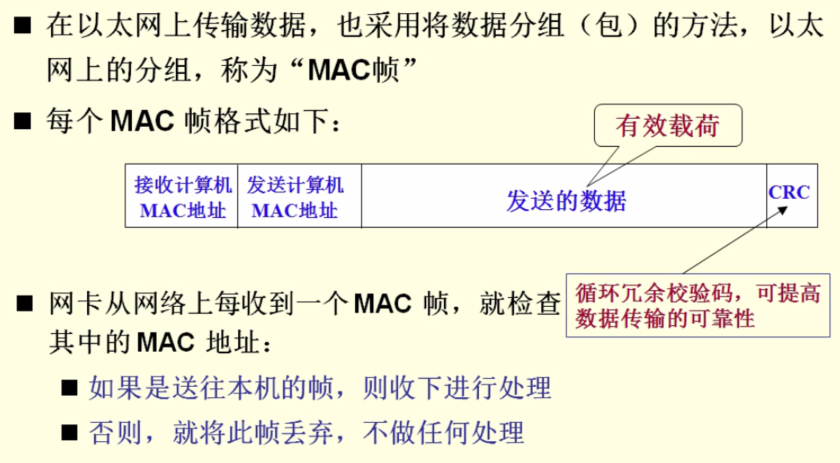 ■ 在以太网上传输数据，也采用将数据分组（包）的方法，以太
网上的分组，称为“MAC帧”
■ 每个 MAC 帧格式如下：
有效载荷
接收计算机
MAC地址
发送计算机
MAC地址
发送的数据
CRC
■ 网卡从网络上每收到一个 MAC 帧，就检查
其中的 MAC 地址：
循环冗余校验码，可提高
数据传输的可靠性
■ 如果是送往本机的帧，则收下进行处理
■ 否则，就将此帧丢弃，不做任何处理